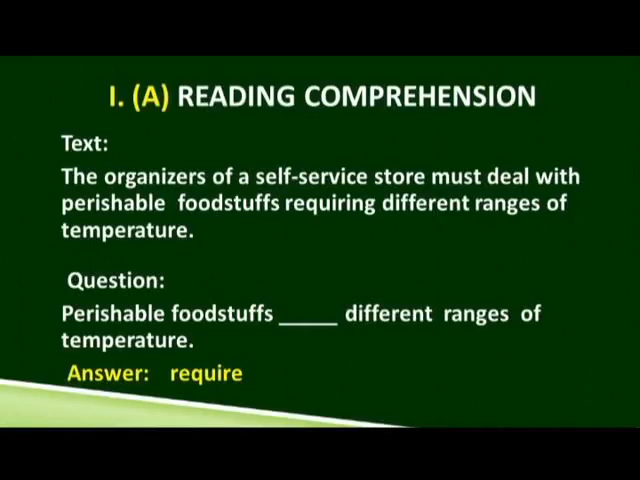 I. (A) READING COMPREHENSION
Text:
The organizers of a self-service store must deal with
perishable foodstuffs requiring different ranges of
temperature.
Question:
Perishable foodstuffs _____ different ranges of
temperature.
Answer: require